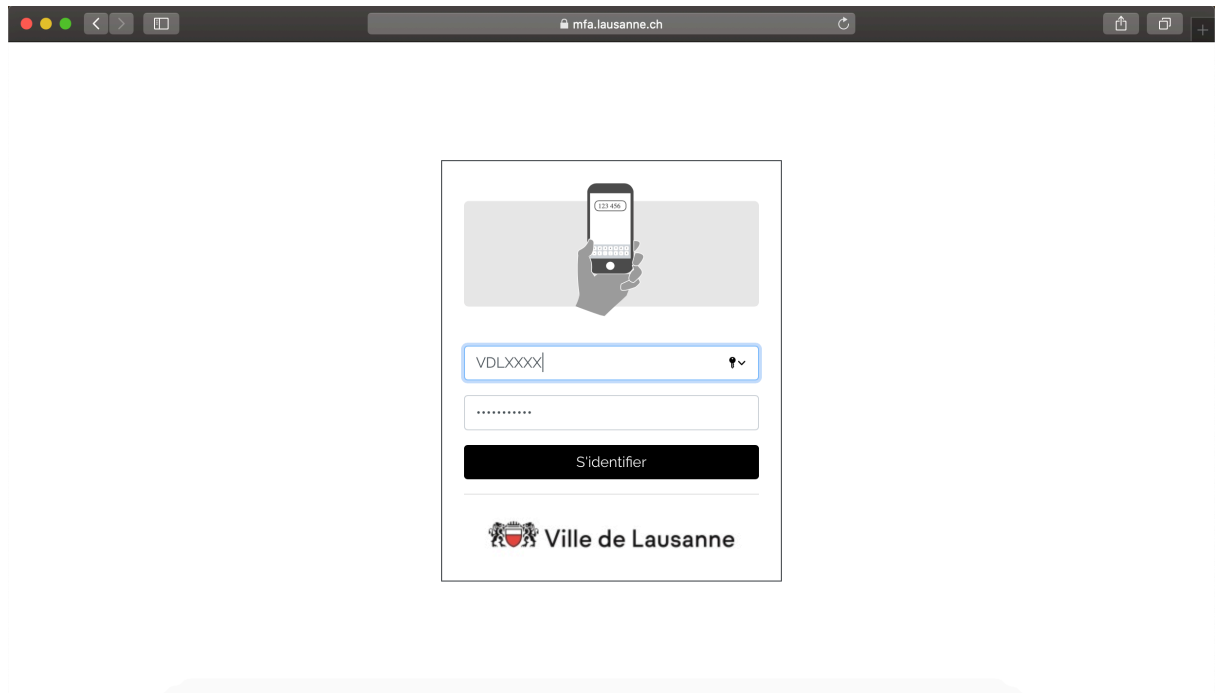 mfa.lausanne.ch
123 456
VDLXXXX
•••••••••••
S'identifier
Ville de Lausanne